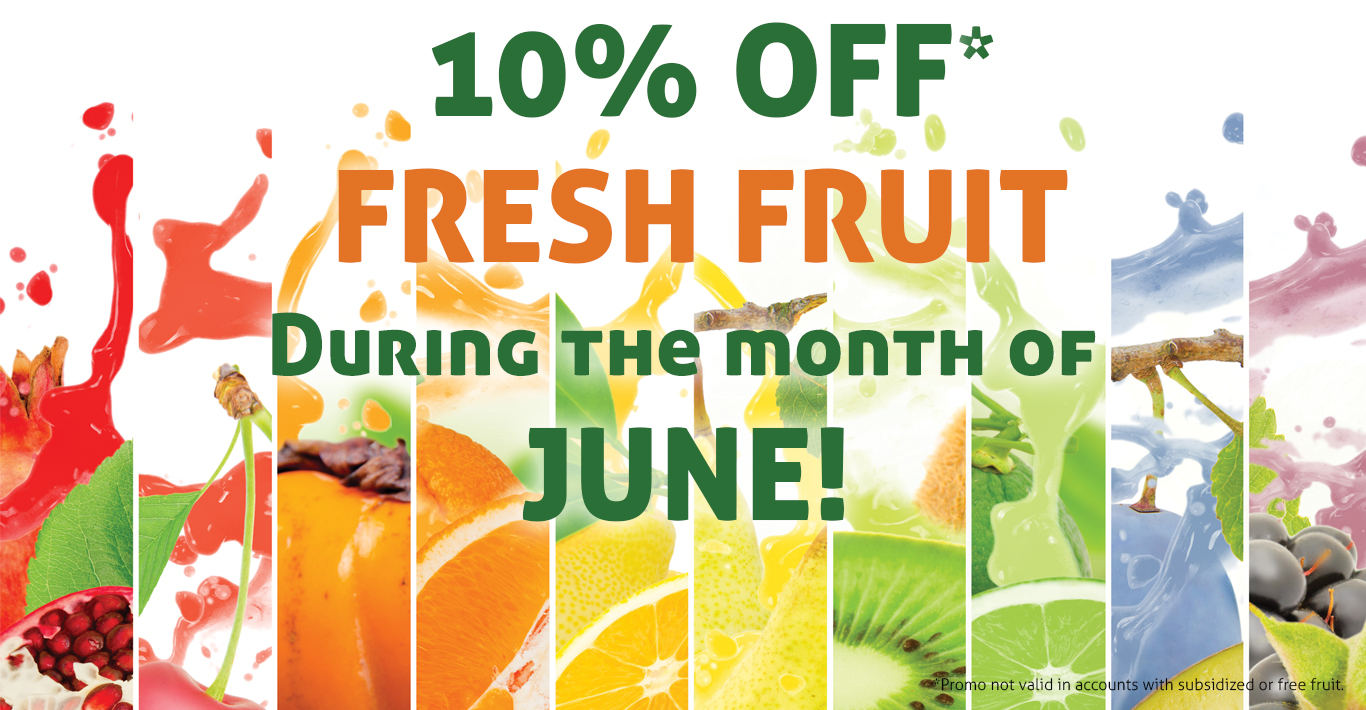 10% OFF*
FRESH FRUIT
DURING THE MONTH OF
JUNE!
*Promo not valid in accounts with subsidized or free fruit.